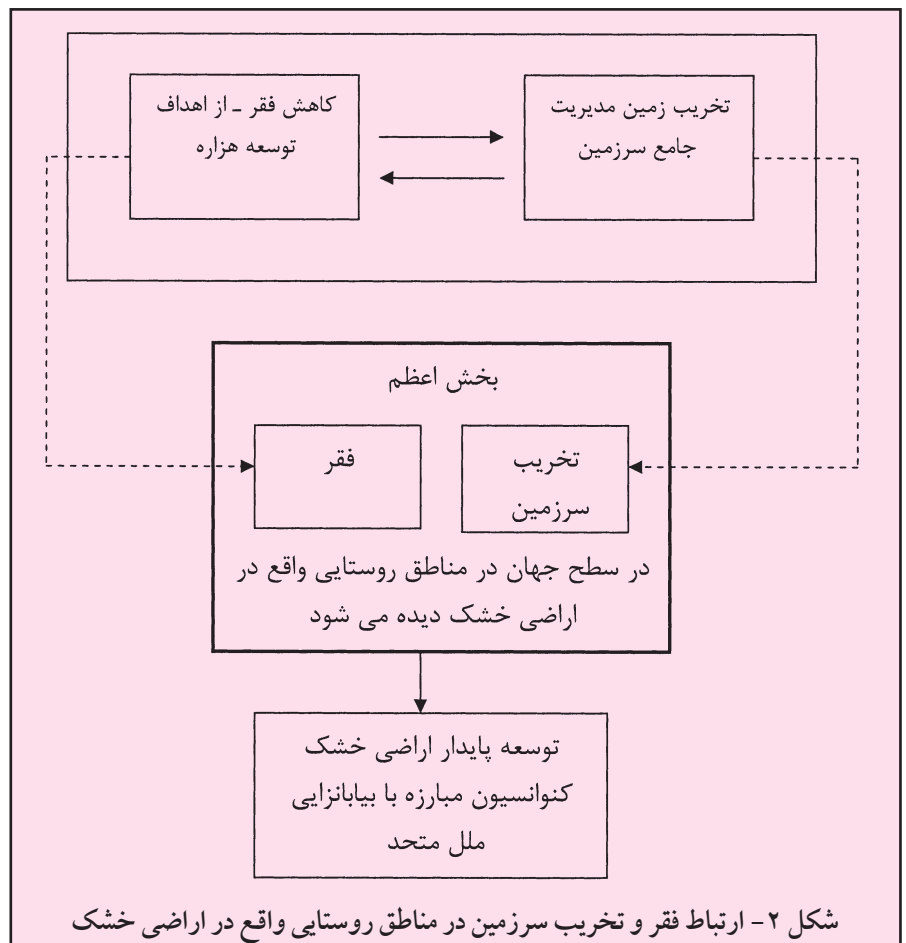 تخریب زمین مدیریت
جامع سرزمین
کاهش فقر - از اهداف
توسعه هزاره
بخش اعظم
تخریب
سرزمین
فقر
در سطح جهان در مناطق روستایی واقع در
اراضی خشک دیده می شود
توسعه پایدار اراضی خشک
کنوانسیون مبارزه با بیابانزایی
ملل متحد
شکل ۲- ارتباط فقر و تخریب سرزمین در مناطق روستایی واقع در اراضی خشک